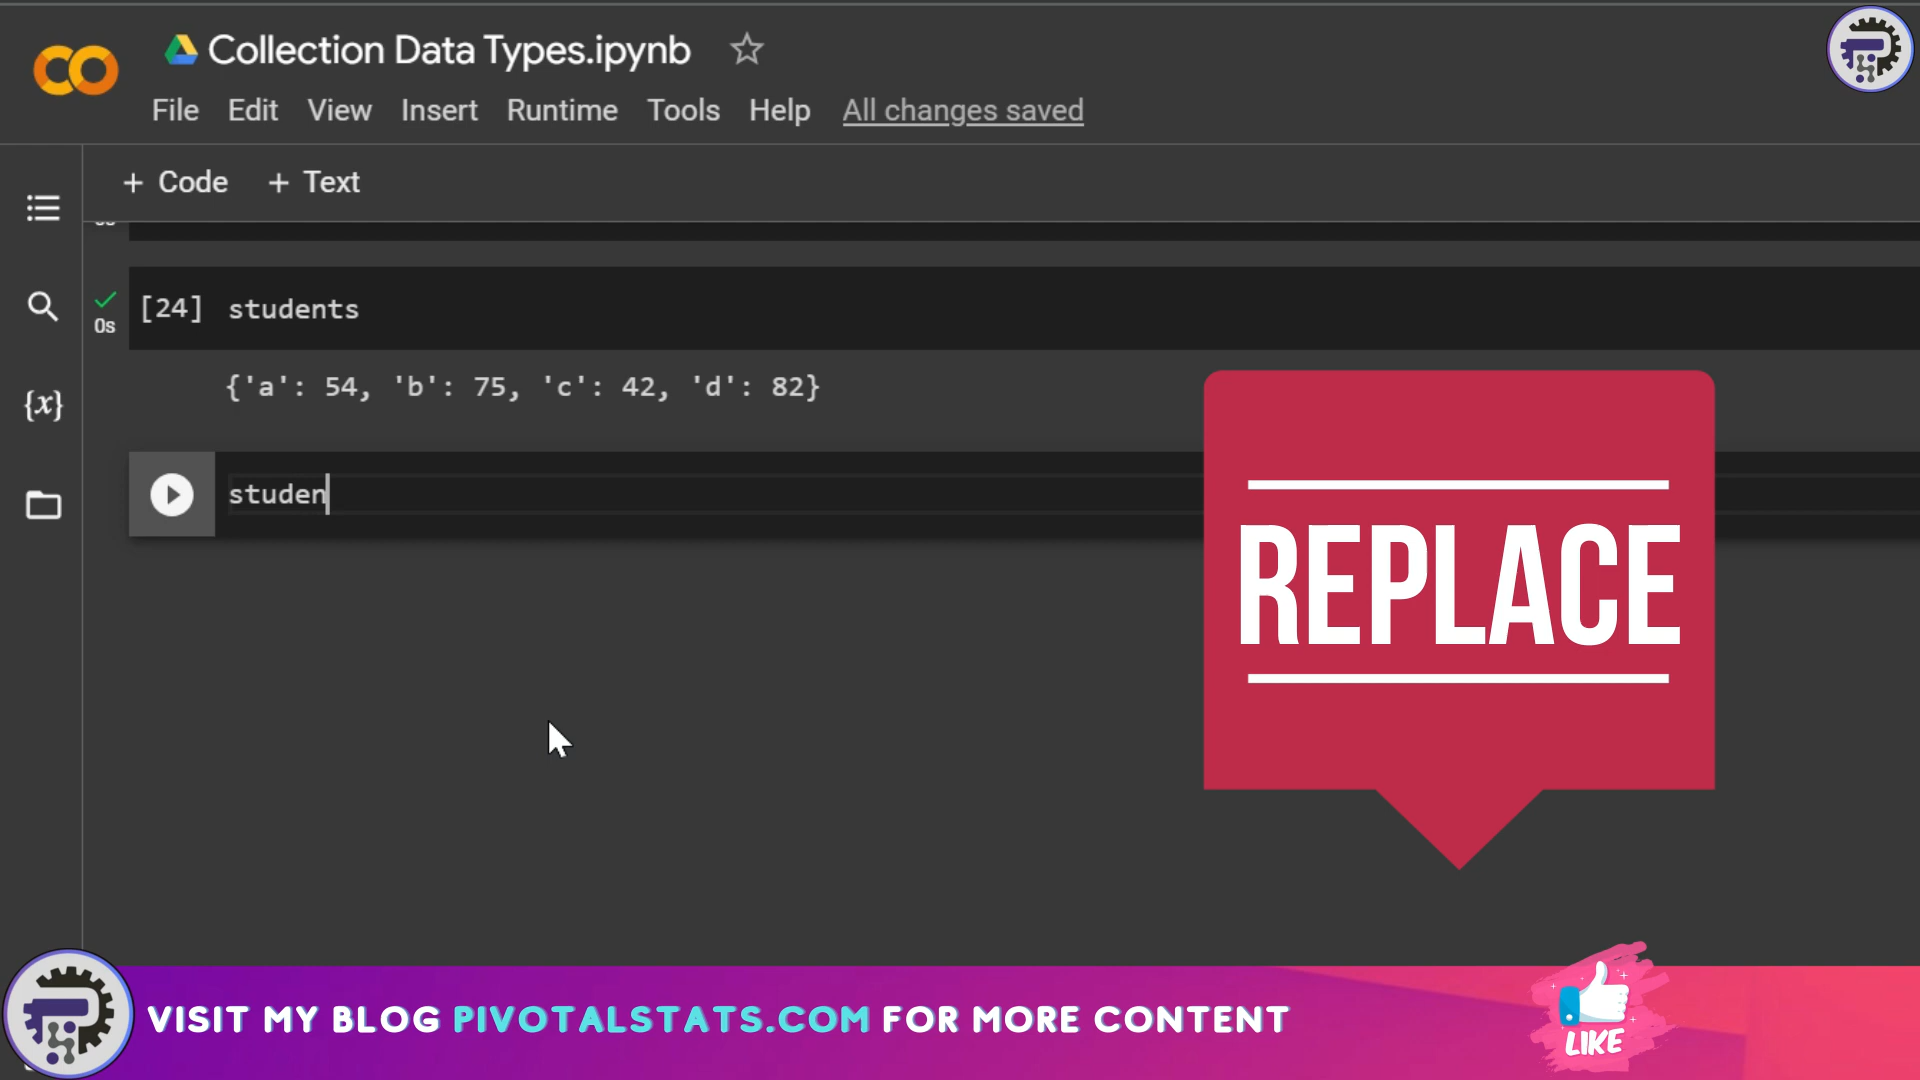 Collection Data Types.ipynb
File Edit View Insert Runtime Tools Help All changes saved
+ Code + Text
0s
[24] students
{'a': 54, 'b': 75, 'c': 42, 'd': 82}
{x}
studen
REPLACE
VISIT MY BLOG PIVOTALSTATS.COM FOR MORE CONTENT
LIKE